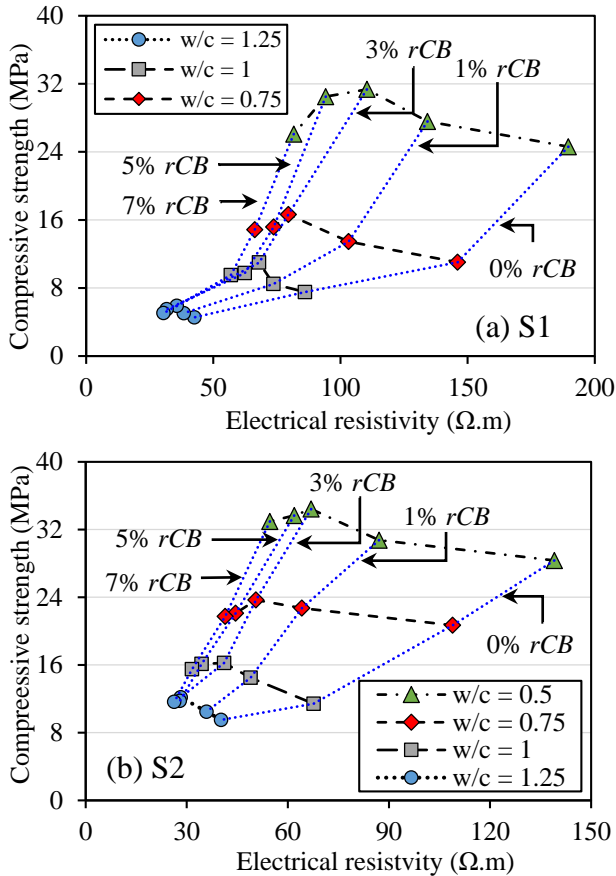 40
32
24
16
8
0
Compressive strength (MPa)
w/c = 1.25
w/c = 1
w/c = 0.75
3% rCB
1% rCB
5% rCB
7% rCB
0% rCB
(a) S1
0 50 100 150 200
Electrical resistivity (Ω.m)
40
32
24
16
8
0
Compreessive strength (MPa)
3% rCB
1% rCB
5% rCB
7% rCB
0% rCB
w/c = 0.5
w/c = 0.75
w/c = 1
w/c = 1.25
(b) S2
0 30 60 90 120 150
Electrical resistvity (Ω.m)